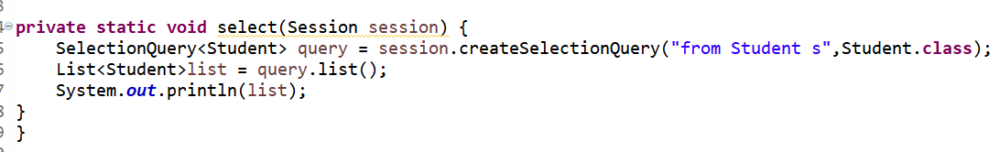 private static void select(Session session) {
    SelectionQuery<Student> query = session.createSelectionQuery("from Student s",Student.class);
    List<Student>list = query.list();
    System.out.println(list);
}
}